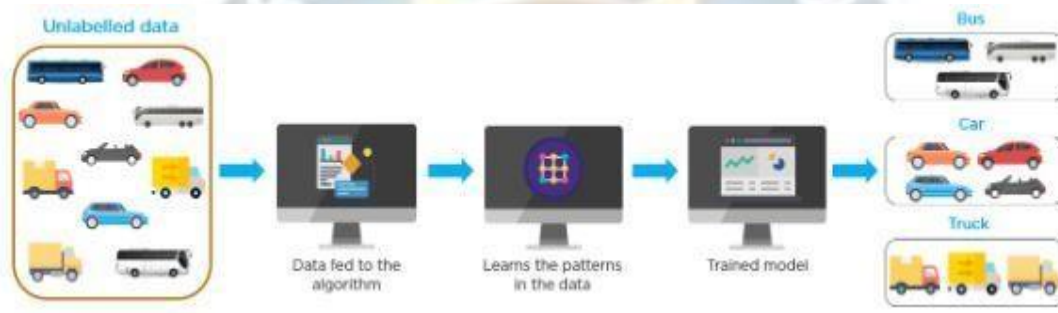 Unlabelled data
Data fed to the
algorithm
Learns the patterns
in the data
Trained model
Bus
Car
Truck